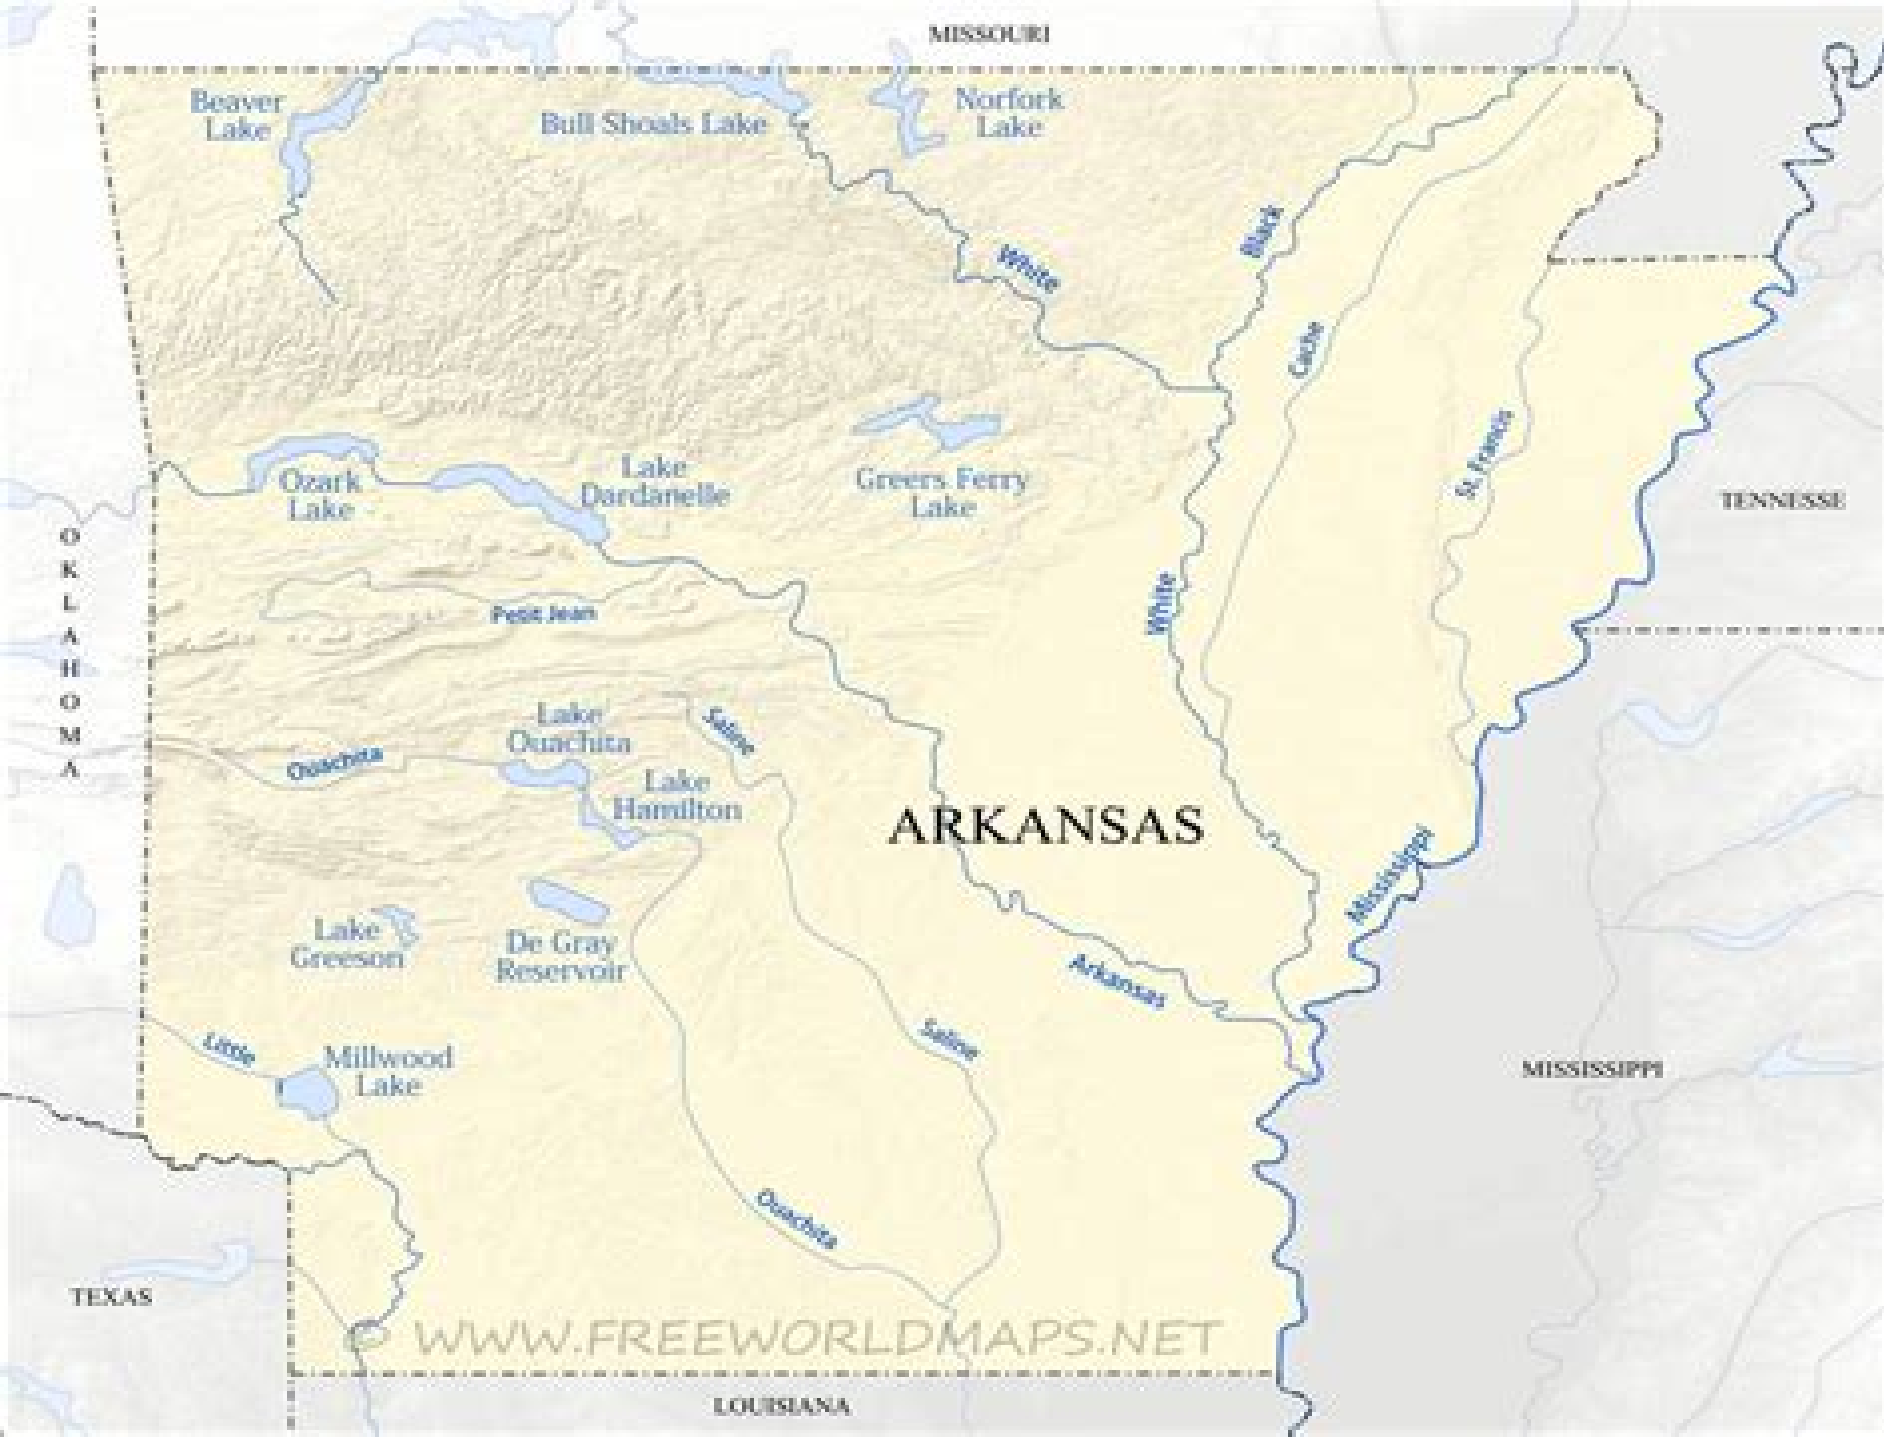 MISSOURI
Beaver
Lake
Bull Shoals Lake
Norfork
Lake
Black
White
Cache
St. Francis
Ozark
Lake
Lake
Dardanelle
Greers Ferry
Lake
TENNESSE
OKLAHOMA
Petit Jean
White
Lake
Ouachita
Saline
Ouachita
Lake
Hamilton
ARKANSAS
Mississippi
Lake
Greeson
De Gray
Reservoir
Arkansas
Little
Millwood
Lake
Saline
MISSISSIPPI
Ouachita
TEXAS
WWW.FREEWORLDMAPS.NET
LOUISIANA